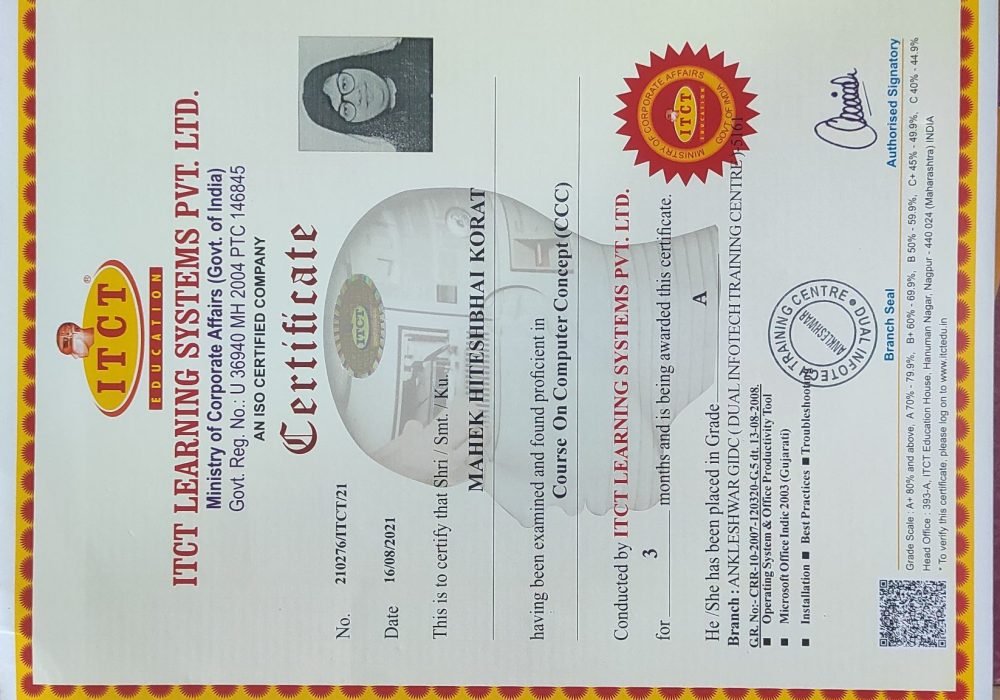 ITCT
EDUCATION
ITCT LEARNING SYSTEMS PVT. LTD.
Ministry of Corporate Affairs (Govt. of India)
Govt. Reg. No.: U 36940 MH 2004 PTC 146845
AN ISO CERTIFIED COMPANY
Certificate
No. 210276/ITCT/21
Date 16/08/2021
ITCT
This is to certify that Shri / Smt. / Ku.
MAHEK HITESHBHAI KORAT
having been examined and found proficient in
Course On Computer Concept (CCC)
Conducted by ITCT LEARNING SYSTEMS PVT. LTD.
for 3 months and is being awarded this certificate.
MINISTRY OF CORPORATE AFFAIRS
GOVT. OF INDIA
ITCT
EDUCATION
He /She has been placed in Grade A
Branch : ANKLESHWAR GIDC (DUAL INFOTECH TRAINING CENTRE )-5161
G.R. No:- CRR-10-2007-120320-G.5 dt. 13-08-2008.
■ Operating System & Office Productivity Tool
■ Microsoft Office Indic 2003 (Gujarati)
■ Installation ■ Best Practices ■ Troubleshooting
DUAL INFOTECH TRAINING CENTRE
ANKLESHWAR
Branch Seal
Authorised Signatory
Grade Scale : A+ 80% and above, A 70% - 79.9%, B+ 60% - 69.9%, B 50% - 59.9%, C+ 45% - 49.9%, C 40% - 44.9%
Head Office : 393-A, ITCT Education House, Hanuman Nagar, Nagpur - 440 024 (Maharashtra) INDIA
* To verify this certificate, please log on to www.itctedu.in